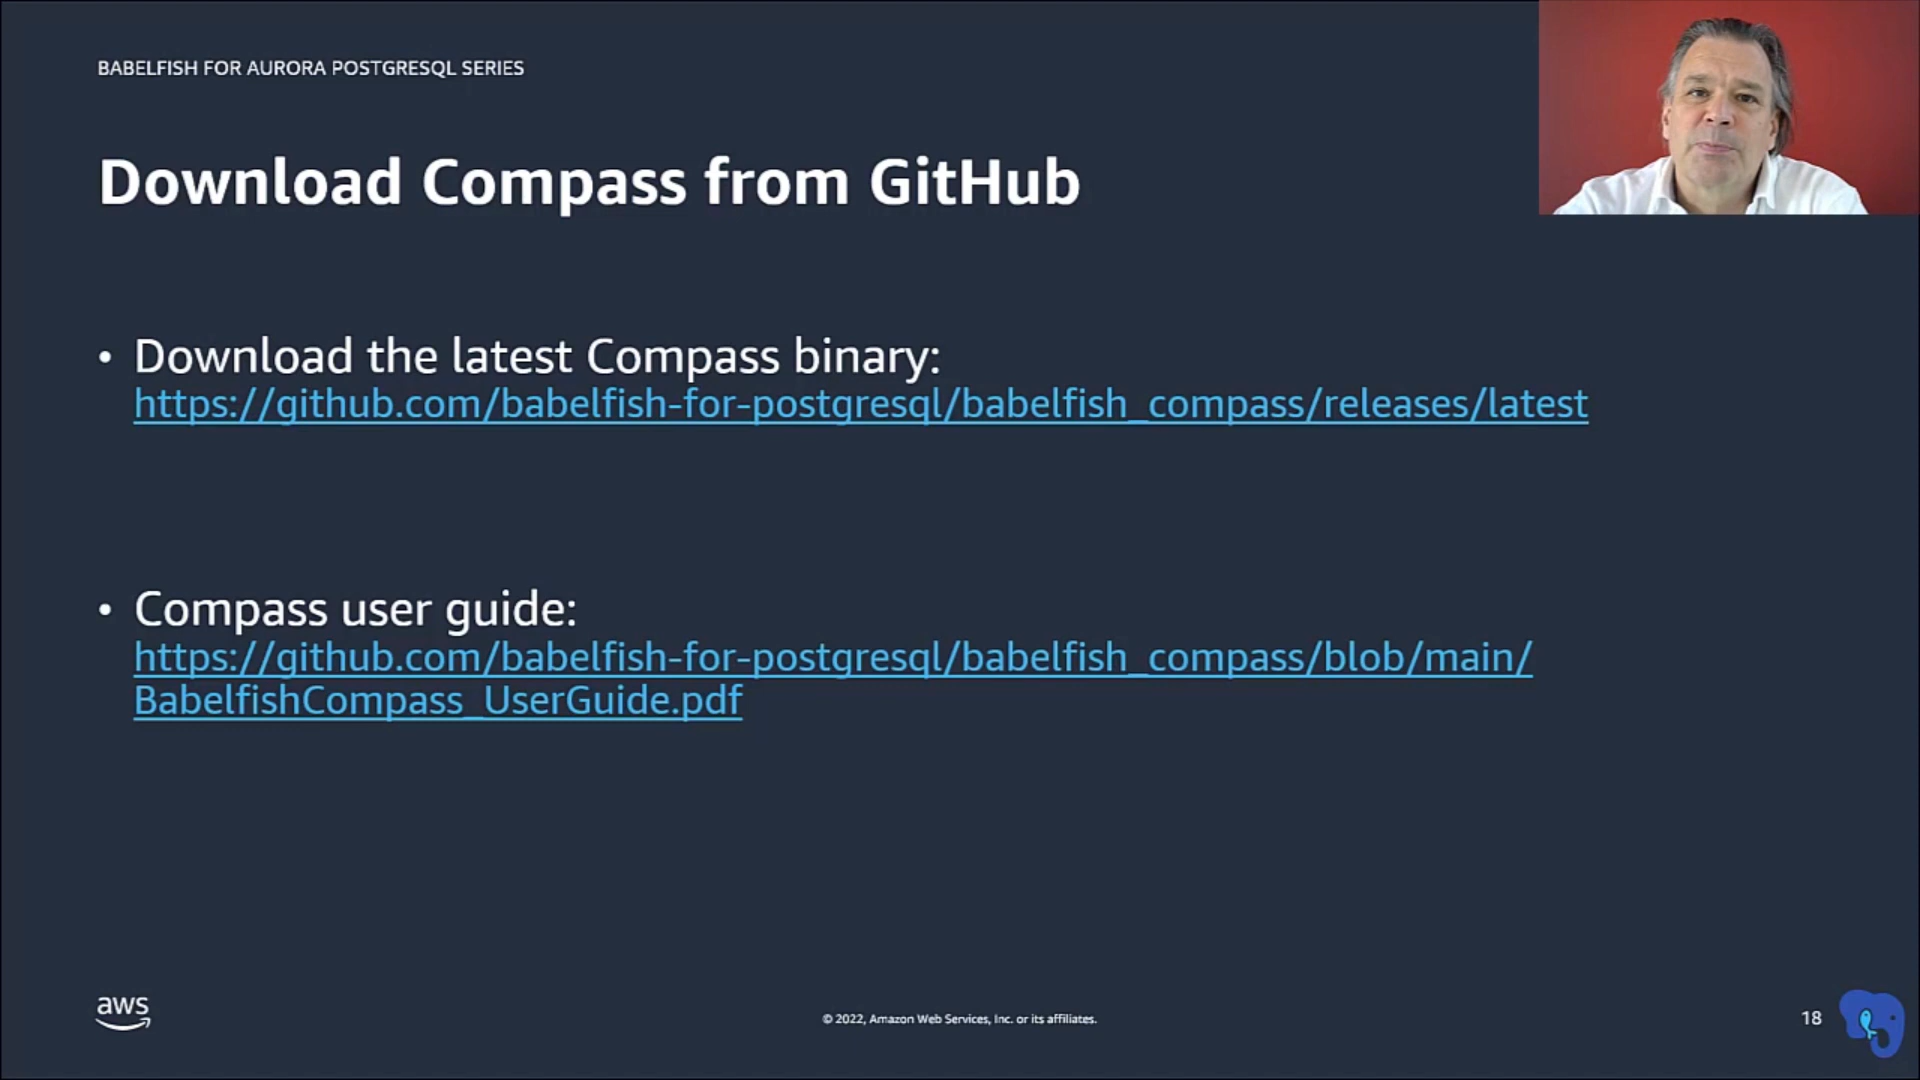 BABELFISH FOR AURORA POSTGRESQL SERIES
Download Compass from GitHub
• Download the latest Compass binary:
https://github.com/babelfish-for-postgresql/babelfish_compass/releases/latest
• Compass user guide:
https://github.com/babelfish-for-postgresql/babelfish_compass/blob/main/
BabelfishCompass_UserGuide.pdf
aws
© 2022, Amazon Web Services, Inc. or its affiliates.
18